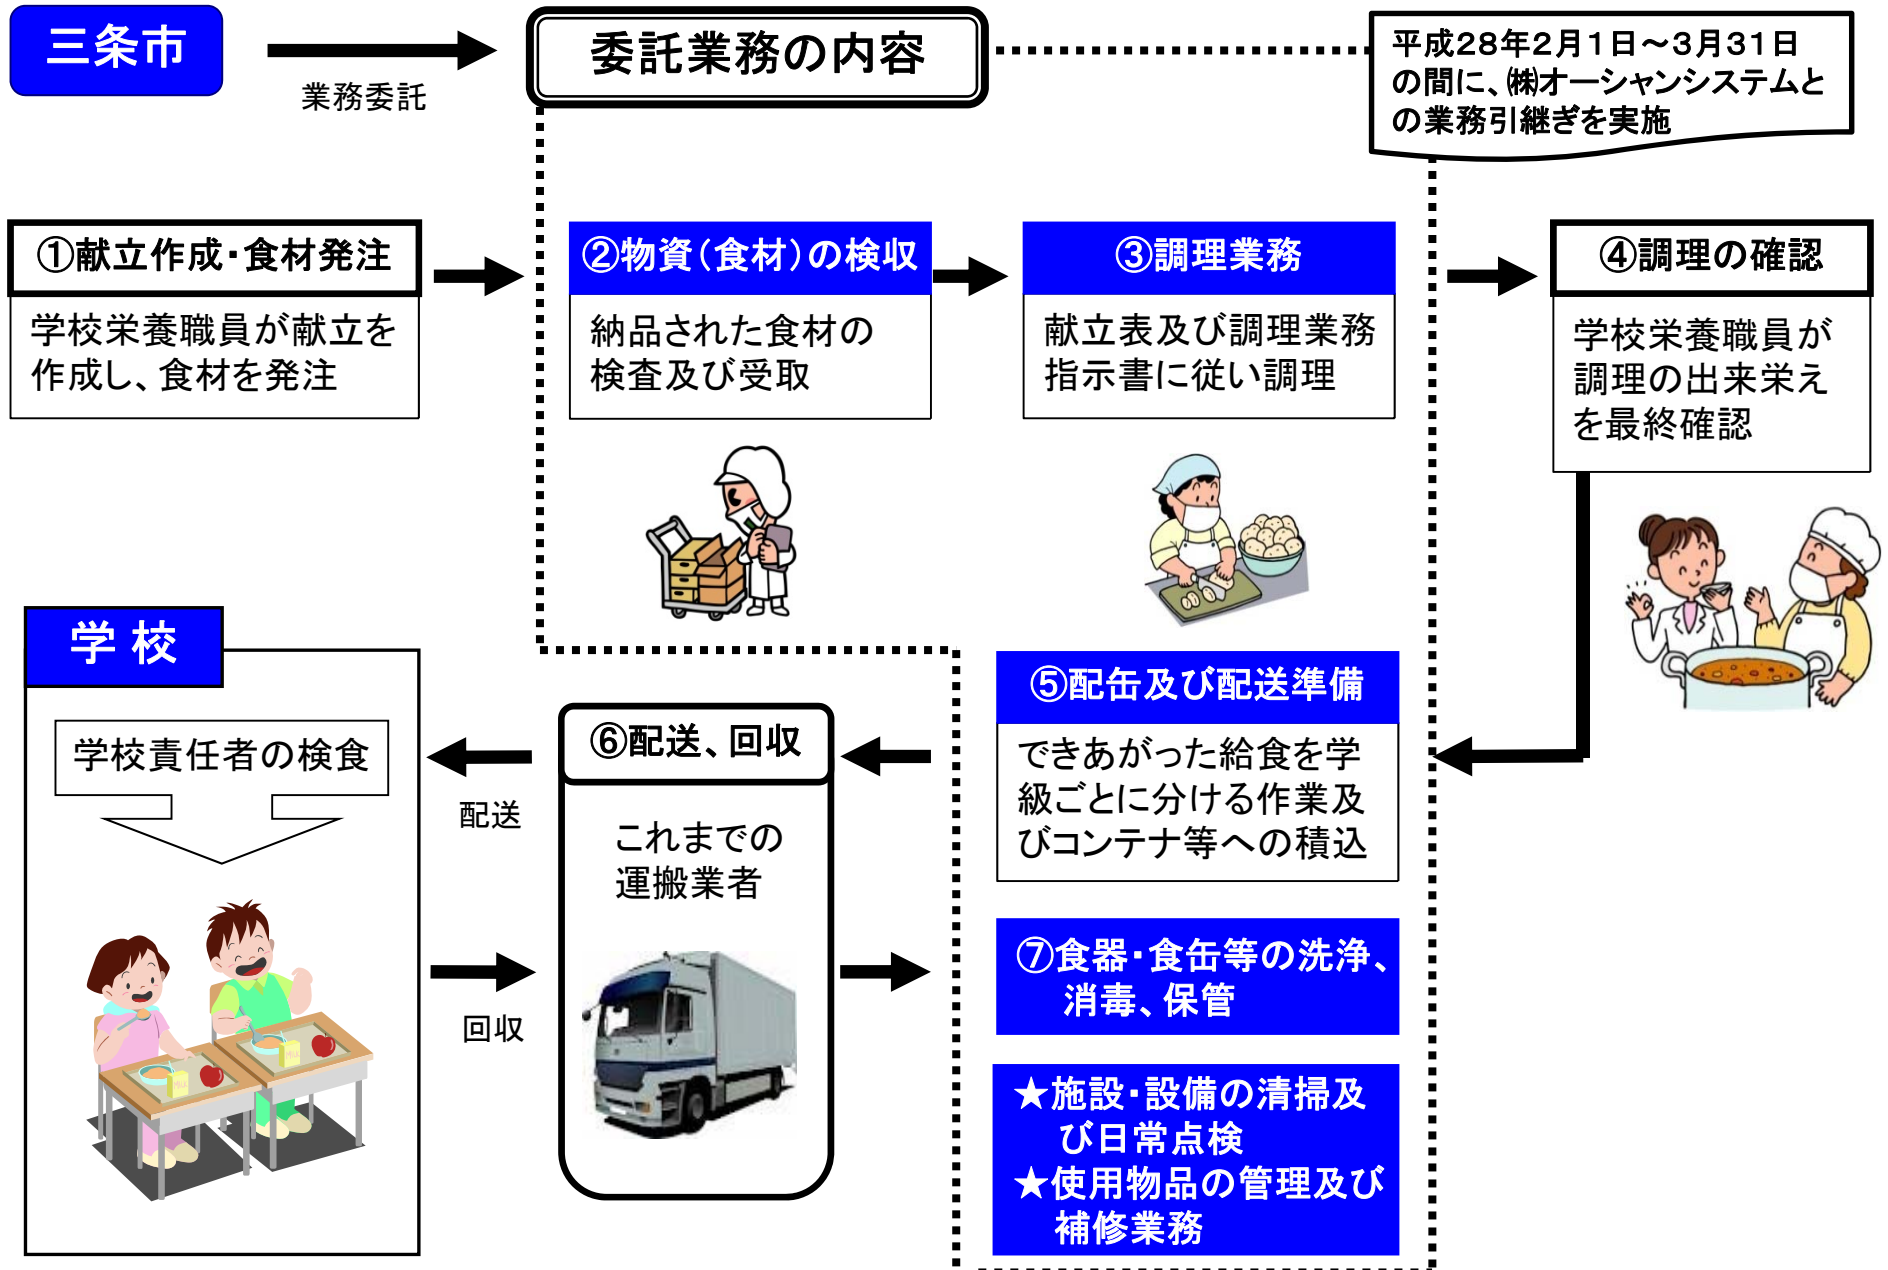 三条市
業務委託
委託業務の内容
平成28年2月1日～3月31日
の間に、㈱オーシャンシステムと
の業務引継ぎを実施
①献立作成・食材発注
学校栄養職員が献立を
作成し、食材を発注
②物資（食材）の検収
納品された食材の
検査及び受取
③調理業務
献立表及び調理業務
指示書に従い調理
④調理の確認
学校栄養職員が
調理の出来栄え
を最終確認
⑤配缶及び配送準備
できあがった給食を学
級ごとに分ける作業及
びコンテナ等への積込
⑥配送、回収
これまでの
運搬業者
配送
回収
学校
学校責任者の検食
⑦食器・食缶等の洗浄、
消毒、保管
★施設・設備の清掃及
び日常点検
★使用物品の管理及び
補修業務